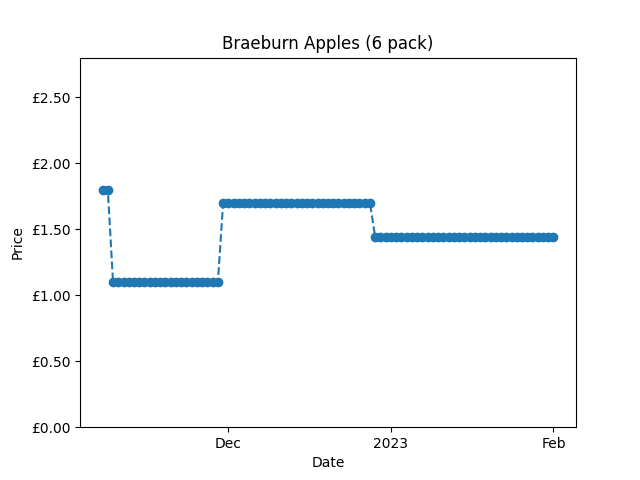 Braeburn Apples (6 pack)
£2.50
£2.00
£1.50
£1.00
£0.50
£0.00
Price
Dec
2023
Feb
Date